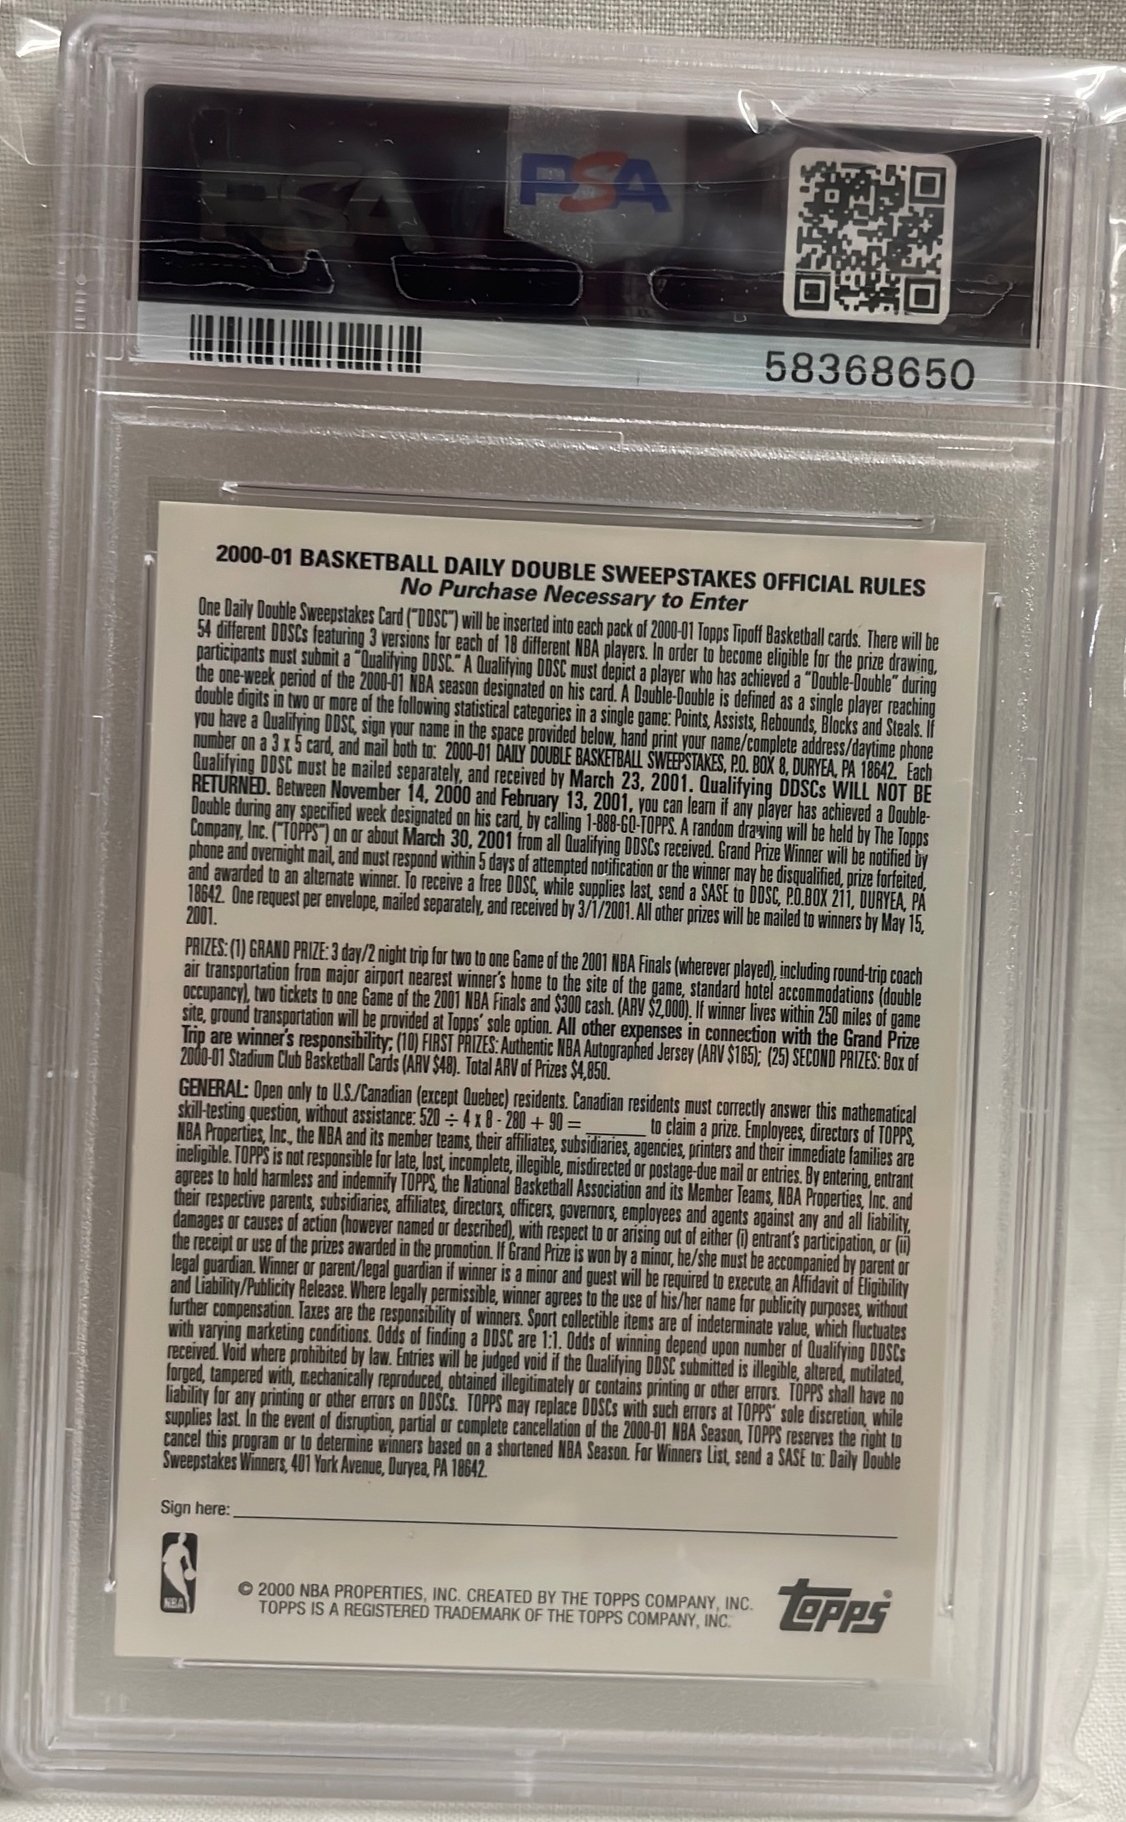 PSA
PSA
58368650
2000-01 BASKETBALL DAILY DOUBLE SWEEPSTAKES OFFICIAL RULES
No Purchase Necessary to Enter
One Daily Double Sweepstakes Card ("DDSC") will be inserted into each pack of 2000-01 Topps Tipoff Basketball cards. There will be
54 different DDSCs featuring 3 versions for each of 18 different NBA players. In order to become eligible for the prize drawing,
participants must submit a "Qualifying DDSC." A Qualifying DDSC must depict a player who has achieved a "Double-Double" during
the one-week period of the 2000-01 NBA season designated on his card. A Double-Double is defined as a single player reaching
double digits in two or more of the following statistical categories in a single game: Points, Assists, Rebounds, Blocks and Steals. If
you have a Qualifying DDSC, sign your name in the space provided below, hand print your name/complete address/daytime phone
number on a 3 x 5 card, and mail both to: 2000-01 DAILY DOUBLE BASKETBALL SWEEPSTAKES, P.O. BOX 8, DURYEA, PA 18642. Each
Qualifying DDSC must be mailed separately, and received by March 23, 2001. Qualifying DDSCs WILL NOT BE
RETURNED. Between November 14, 2000 and February 13, 2001, you can learn if any player has achieved a Double-
Double during any specified week designated on his card, by calling 1-888-GO-TOPPS. A random drawing will be held by The Topps
Company, Inc. ("TOPPS") on or about March 30, 2001 from all Qualifying DDSCs received. Grand Prize Winner will be notified by
phone and overnight mail, and must respond within 5 days of attempted notification or the winner may be disqualified, prize forfeited,
and awarded to an alternate winner. To receive a free DDSC, while supplies last, send a SASE to DDSC, P.O.BOX 211, DURYEA, PA
18642. One request per envelope, mailed separately, and received by 3/1/2001. All other prizes will be mailed to winners by May 15,
2001.
PRIZES: (1) GRAND PRIZE: 3 day/2 night trip for two to one Game of the 2001 NBA Finals (wherever played), including round-trip coach
air transportation from major airport nearest winner's home to the site of the game, standard hotel accommodations (double
occupancy), two tickets to one Game of the 2001 NBA Finals and $300 cash. (ARV $2,000). If winner lives within 250 miles of game
site, ground transportation will be provided at Topps' sole option. All other expenses in connection with the Grand Prize
Trip are winner's responsibility; (10) FIRST PRIZES: Authentic NBA Autographed Jersey (ARV $165); (25) SECOND PRIZES: Box of
2000-01 Stadium Club Basketball Cards (ARV $48). Total ARV of Prizes $4,850.
GENERAL: Open only to U.S./Canadian (except Quebec) residents. Canadian residents must correctly answer this mathematical
skill-testing question, without assistance: 520 ÷ 4 x 8 - 280 + 90 = ______ to claim a prize. Employees, directors of TOPPS,
NBA Properties, Inc., the NBA and its member teams, their affiliates, subsidiaries, agencies, printers and their immediate families are
ineligible. TOPPS is not responsible for late, lost, incomplete, illegible, misdirected or postage-due mail or entries. By entering, entrant
agrees to hold harmless and indemnify TOPPS, the National Basketball Association and its Member Teams, NBA Properties, Inc. and
their respective parents, subsidiaries, affiliates, directors, officers, governors, employees and agents against any and all liability,
damages or causes of action (however named or described), with respect to or arising out of either (i) entrant's participation, or (ii)
the receipt or use of the prizes awarded in the promotion. If Grand Prize is won by a minor, he/she must be accompanied by parent or
legal guardian. Winner or parent/legal guardian if winner is a minor and guest will be required to execute an Affidavit of Eligibility
and Liability/Publicity Release. Where legally permissible, winner agrees to the use of his/her name for publicity purposes, without
further compensation. Taxes are the responsibility of winners. Sport collectible items are of indeterminate value, which fluctuates
with varying marketing conditions. Odds of finding a DDSC are 1:1. Odds of winning depend upon number of Qualifying DDSCs
received. Void where prohibited by law. Entries will be judged void if the Qualifying DDSC submitted is illegible, altered, mutilated,
forged, tampered with, mechanically reproduced, obtained illegitimately or contains printing or other errors. TOPPS shall have no
liability for any printing or other errors on DDSCs. TOPPS may replace DDSCs with such errors at TOPPS' sole discretion, while
supplies last. In the event of disruption, partial or complete cancellation of the 2000-01 NBA Season, TOPPS reserves the right to
cancel this program or to determine winners based on a shortened NBA Season. For Winners List, send a SASE to: Daily Double
Sweepstakes Winners, 401 York Avenue, Duryea, PA 18642.
Sign here:
NBA
© 2000 NBA PROPERTIES, INC. CREATED BY THE TOPPS COMPANY, INC.
TOPPS IS A REGISTERED TRADEMARK OF THE TOPPS COMPANY, INC.
topps®